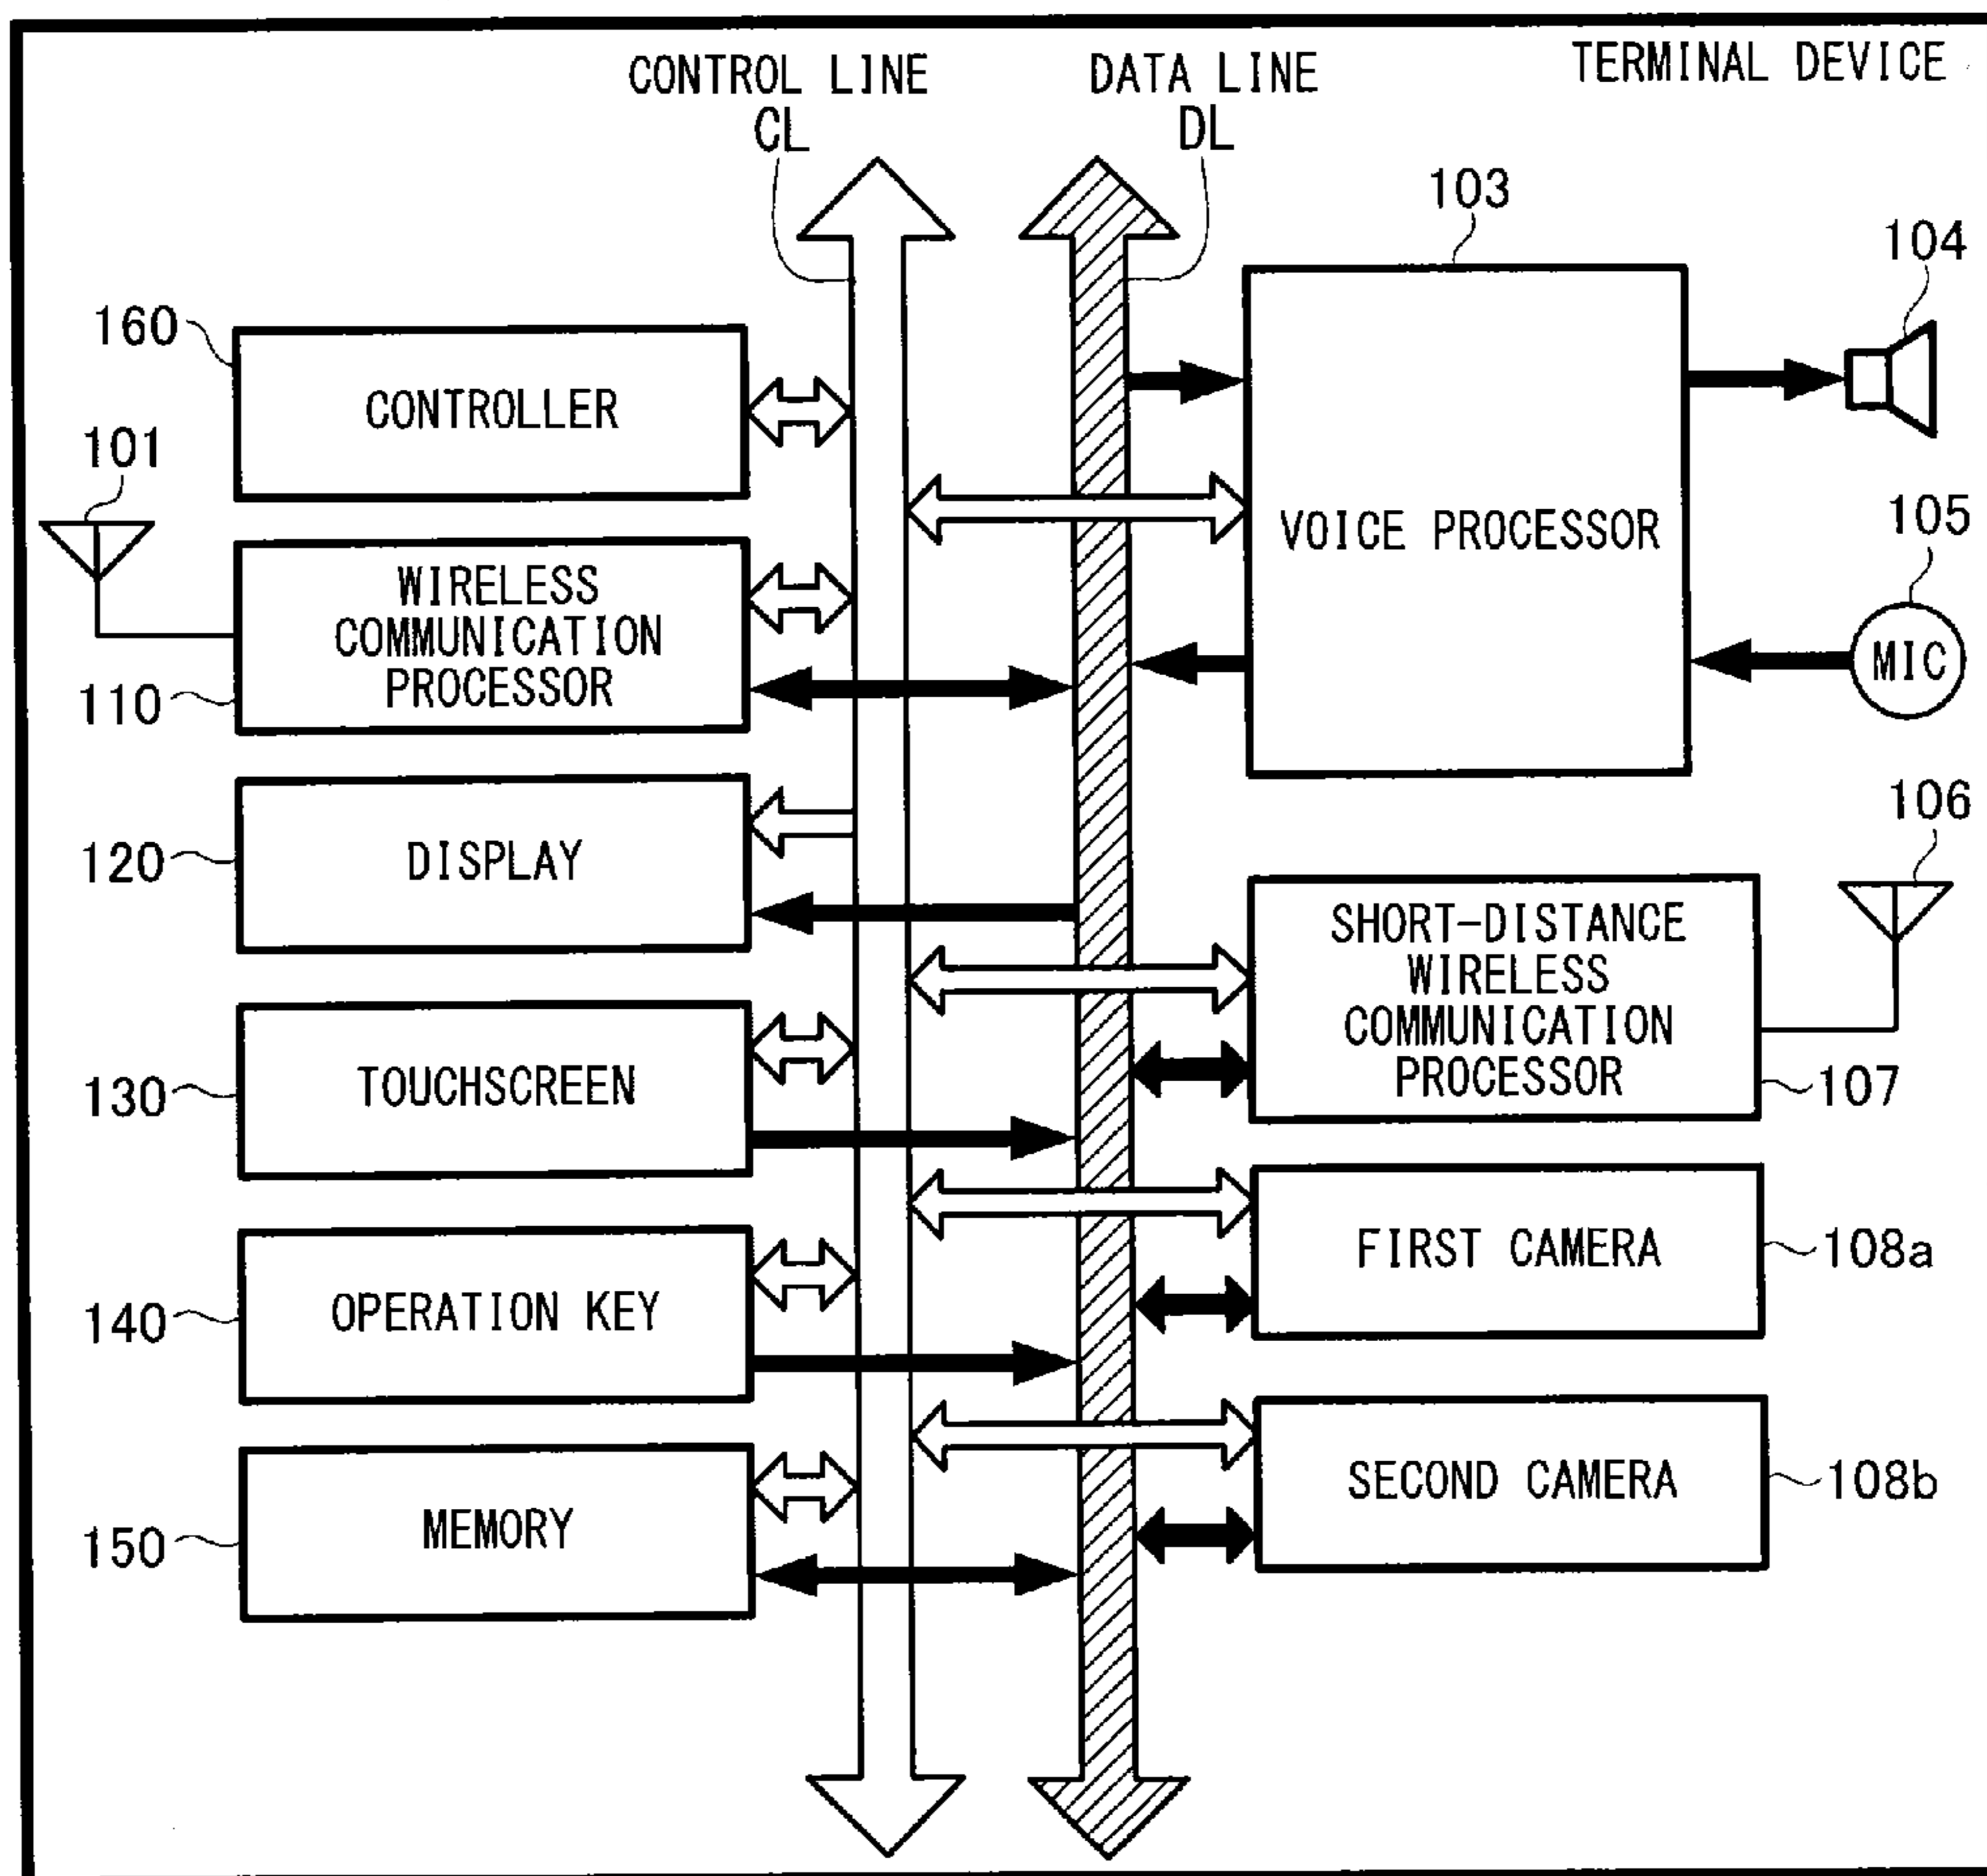 TERMINAL DEVICE
CONTROL LINE
CL
DATA LINE
DL
103
104
160
CONTROLLER
101
105
VOICE PROCESSOR
MIC
WIRELESS
COMMUNICATION
PROCESSOR
110
106
120
DISPLAY
SHORT-DISTANCE
WIRELESS
COMMUNICATION
PROCESSOR
107
130
TOUCHSCREEN
FIRST CAMERA
108a
140
OPERATION KEY
SECOND CAMERA
108b
150
MEMORY